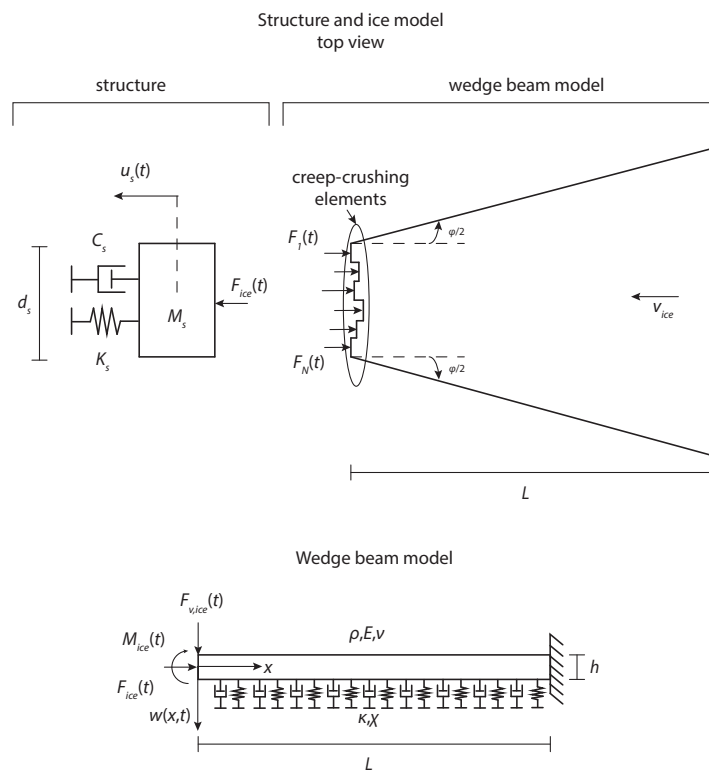 Structure and ice model
top view
structure
wedge beam model
u_s(t)
creep-crushing
elements
C_s
F_1(t)
φ/2
d_s
F_ice(t)
M_s
v_ice
K_s
F_N(t)
φ/2
L
Wedge beam model
F_v,ice(t)
M_ice(t)
ρ,E,ν
x
h
F_ice(t)
w(x,t)
κ,χ
L